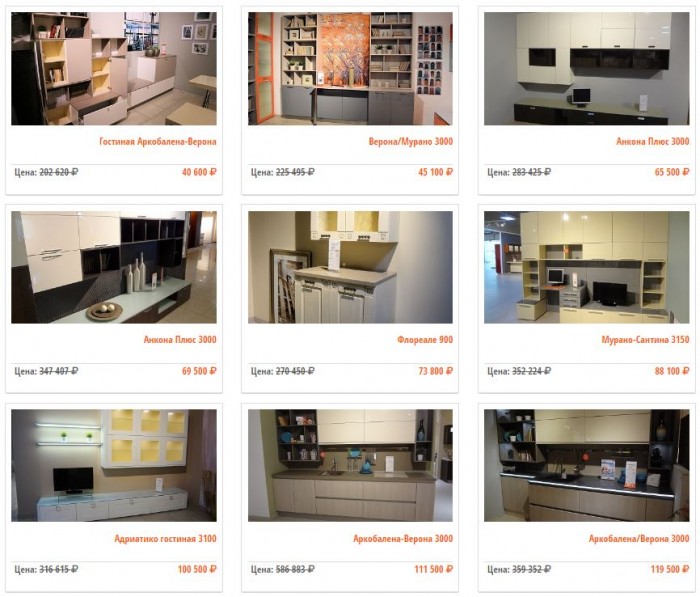 Гостиная Аркобалена-Верона
Цена: 202 620 ₽ 40 600 ₽
Верона/Мурано 3000
Цена: 225 495 ₽ 45 100 ₽
Анкона Плюс 3000
Цена: 283 425 ₽ 65 500 ₽
Анкона Плюс 3000
Цена: 347 407 ₽ 69 500 ₽
Флореале 900
Цена: 270 450 ₽ 73 800 ₽
Мурано-Сантина 3150
Цена: 352 224 ₽ 88 100 ₽
Адриатико гостиная 3100
Цена: 316 615 ₽ 100 500 ₽
Аркобалена-Верона 3000
Цена: 586 883 ₽ 111 500 ₽
Аркобалена/Верона 3000
Цена: 359 352 ₽ 119 500 ₽